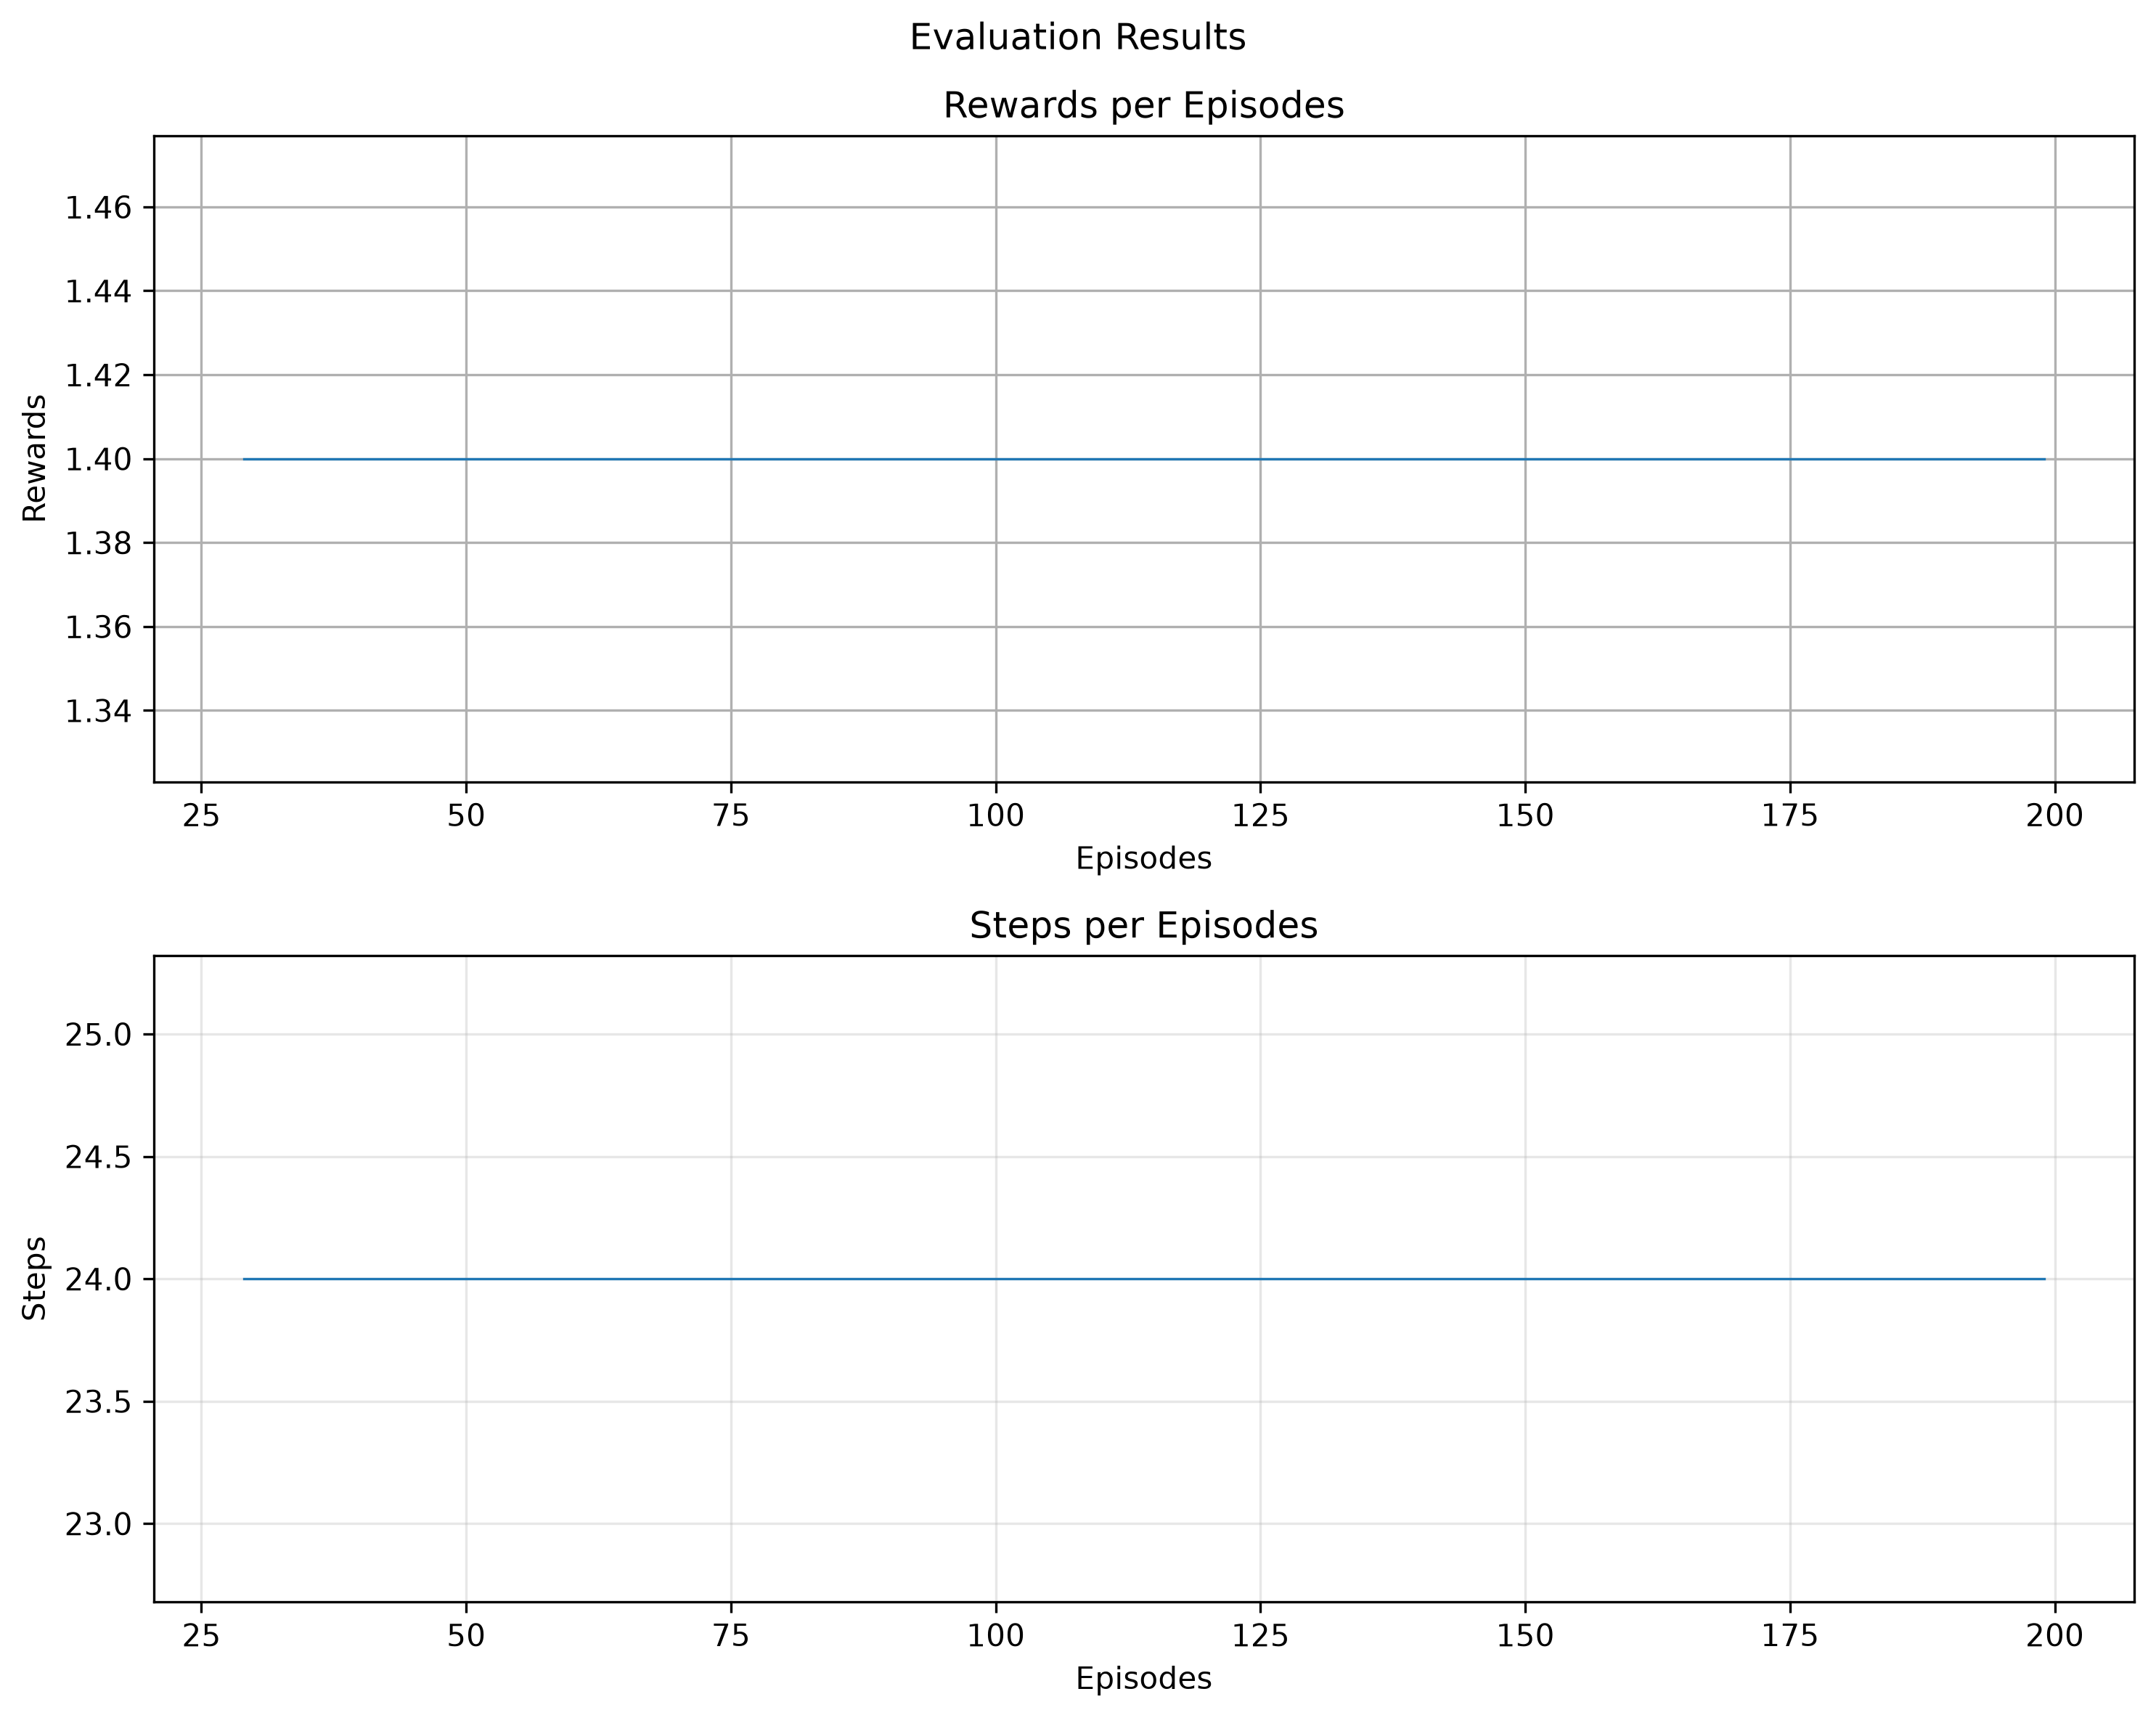 Evaluation Results
Rewards per Episodes
Rewards
1.46
1.44
1.42
1.40
1.38
1.36
1.34
25 50 75 100 125 150 175 200
Episodes
Steps per Episodes
Steps
25.0
24.5
24.0
23.5
23.0
25 50 75 100 125 150 175 200
Episodes